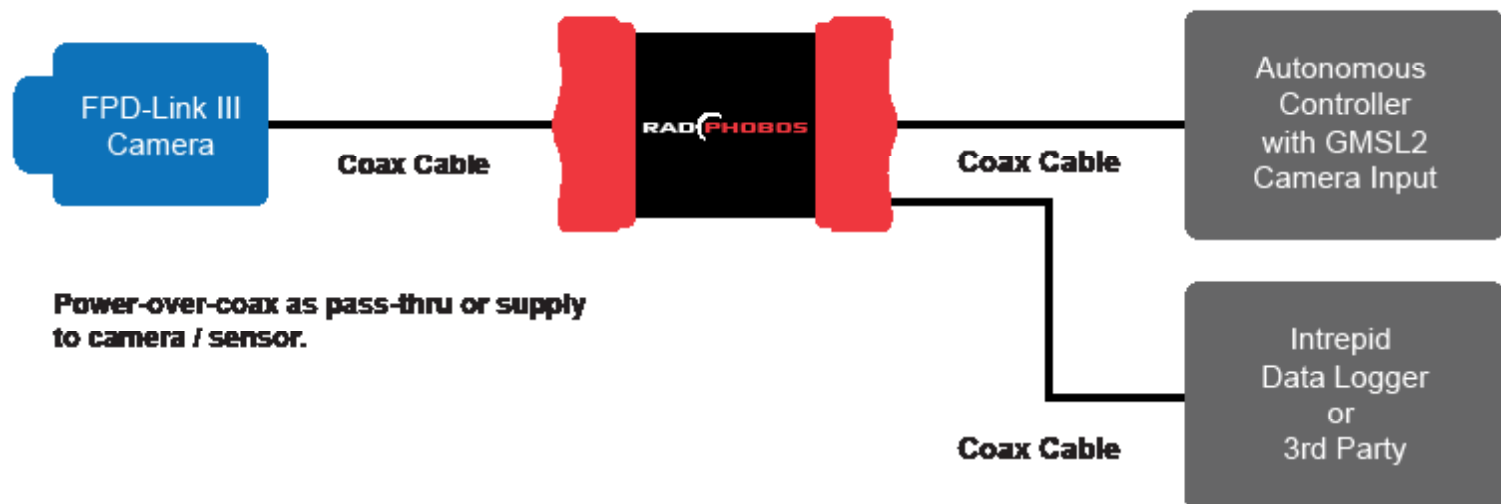 FPD-Link III
Camera
Coax Cable
RAD PHOBOS
Coax Cable
Autonomous
Controller
with GMSL2
Camera Input
Power-over-coax as pass-thru or supply
to camera / sensor.
Coax Cable
Intrepid
Data Logger
or
3rd Party